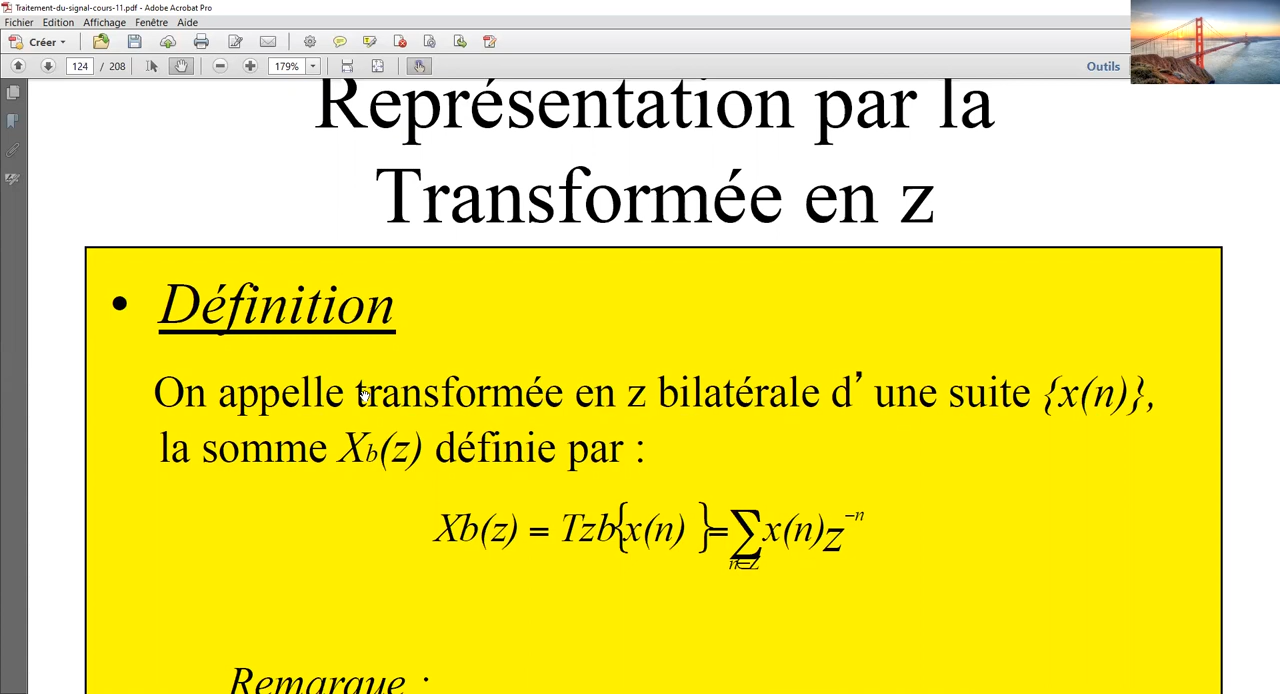 Traitement-du-signal-cours-11.pdf - Adobe Acrobat Pro
Fichier Edition Affichage Fenêtre Aide
Créer
124 / 208 179% Outils
Représentation par la
Transformée en z
• Définition
On appelle transformée en z bilatérale d’ une suite {x(n)},
la somme Xb(z) définie par :
Xb(z) = Tzb{x(n) }=∑x(n)z⁻ⁿ
n∈Z
Remarque :